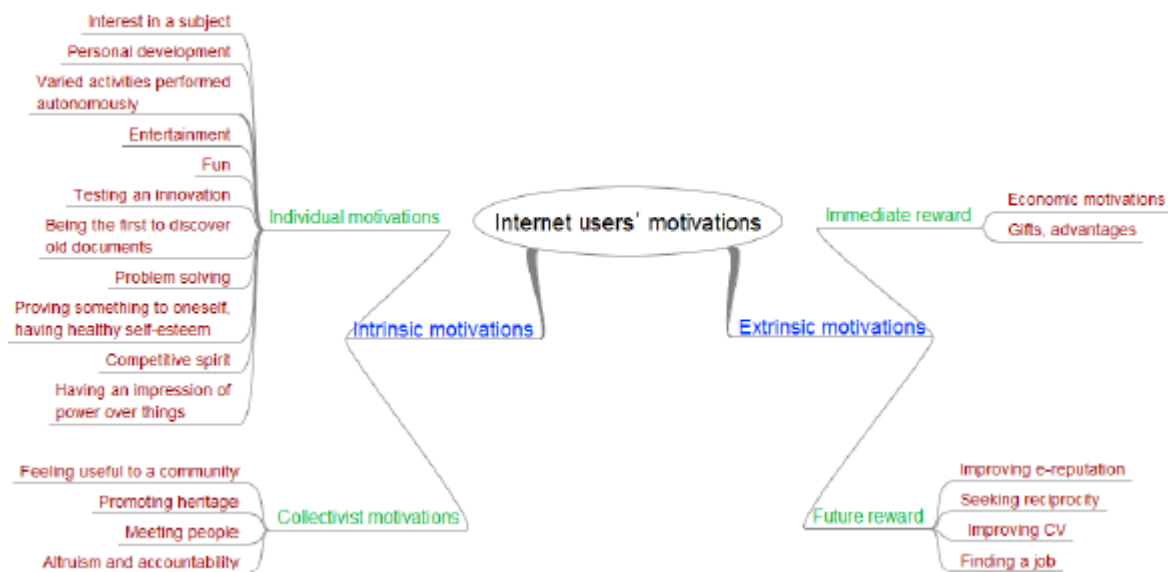 Interest in a subject
Personal development
Varied activities performed
autonomously
Entertainment
Fun
Testing an innovation
Being the first to discover
old documents
Problem solving
Proving something to oneself,
having healthy self-esteem
Competitive spirit
Having an impression of
power over things
Individual motivations
Feeling useful to a community
Promoting heritage
Meeting people
Altruism and accountability
Collectivist motivations
Intrinsic motivations
Internet users' motivations
Extrinsic motivations
Immediate reward
Economic motivations
Gifts, advantages
Future reward
Improving e-reputation
Seeking reciprocity
Improving CV
Finding a job